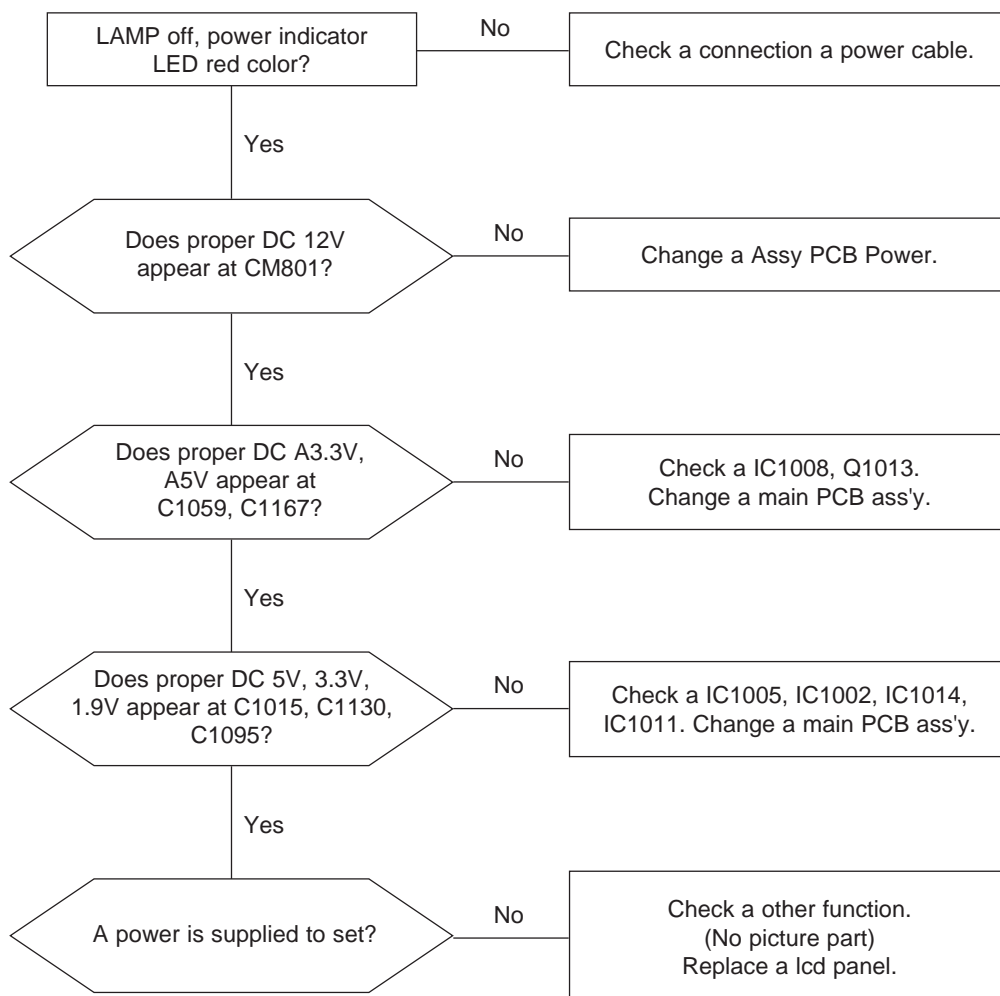 LAMP off, power indicator
LED red color?
No
Check a connection a power cable.
Yes
Does proper DC 12V
appear at CM801?
No
Change a Assy PCB Power.
Yes
Does proper DC A3.3V,
A5V appear at
C1059, C1167?
No
Check a IC1008, Q1013.
Change a main PCB ass'y.
Yes
Does proper DC 5V, 3.3V,
1.9V appear at C1015, C1130,
C1095?
No
Check a IC1005, IC1002, IC1014,
IC1011. Change a main PCB ass'y.
Yes
A power is supplied to set?
No
Check a other function.
(No picture part)
Replace a lcd panel.